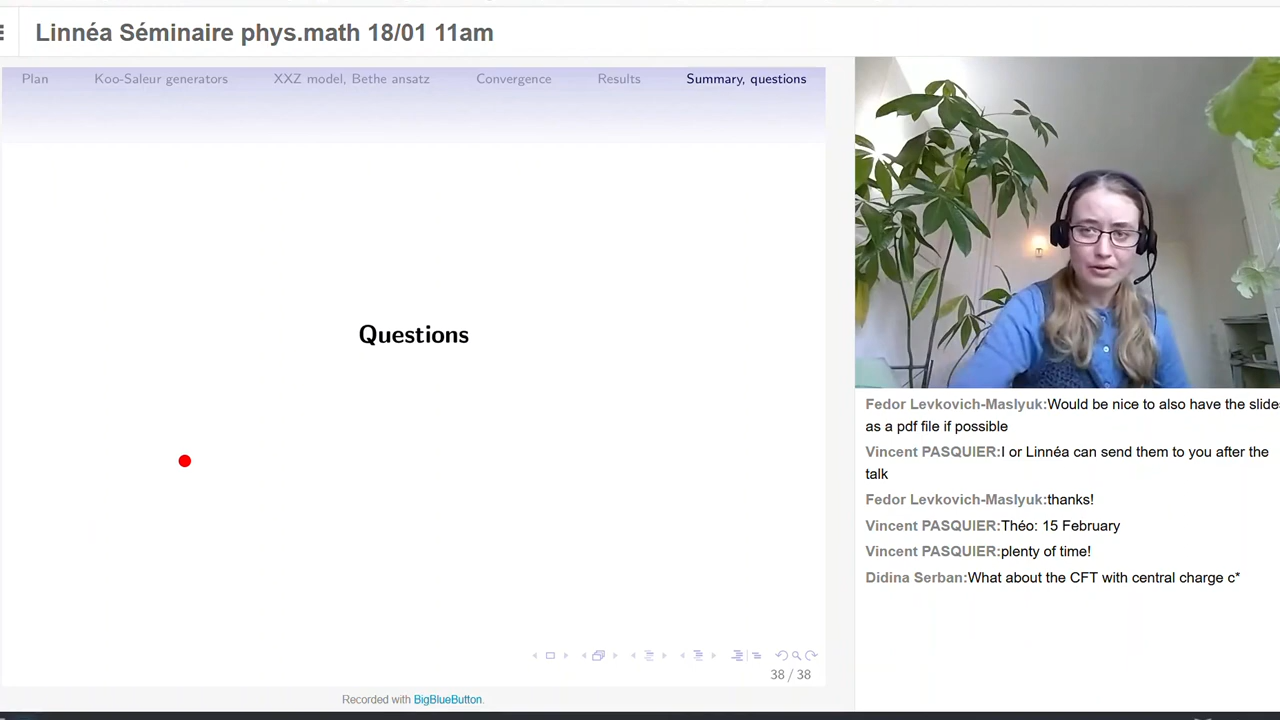 Linnéa Séminaire phys.math 18/01 11am
Plan Koo-Saleur generators XXZ model, Bethe ansatz Convergence Results Summary, questions
Questions
38 / 38
Recorded with BigBlueButton.
Fedor Levkovich-Maslyuk:Would be nice to also have the slide
as a pdf file if possible
Vincent PASQUIER:I or Linnéa can send them to you after the
talk
Fedor Levkovich-Maslyuk:thanks!
Vincent PASQUIER:Théo: 15 February
Vincent PASQUIER:plenty of time!
Didina Serban:What about the CFT with central charge c*